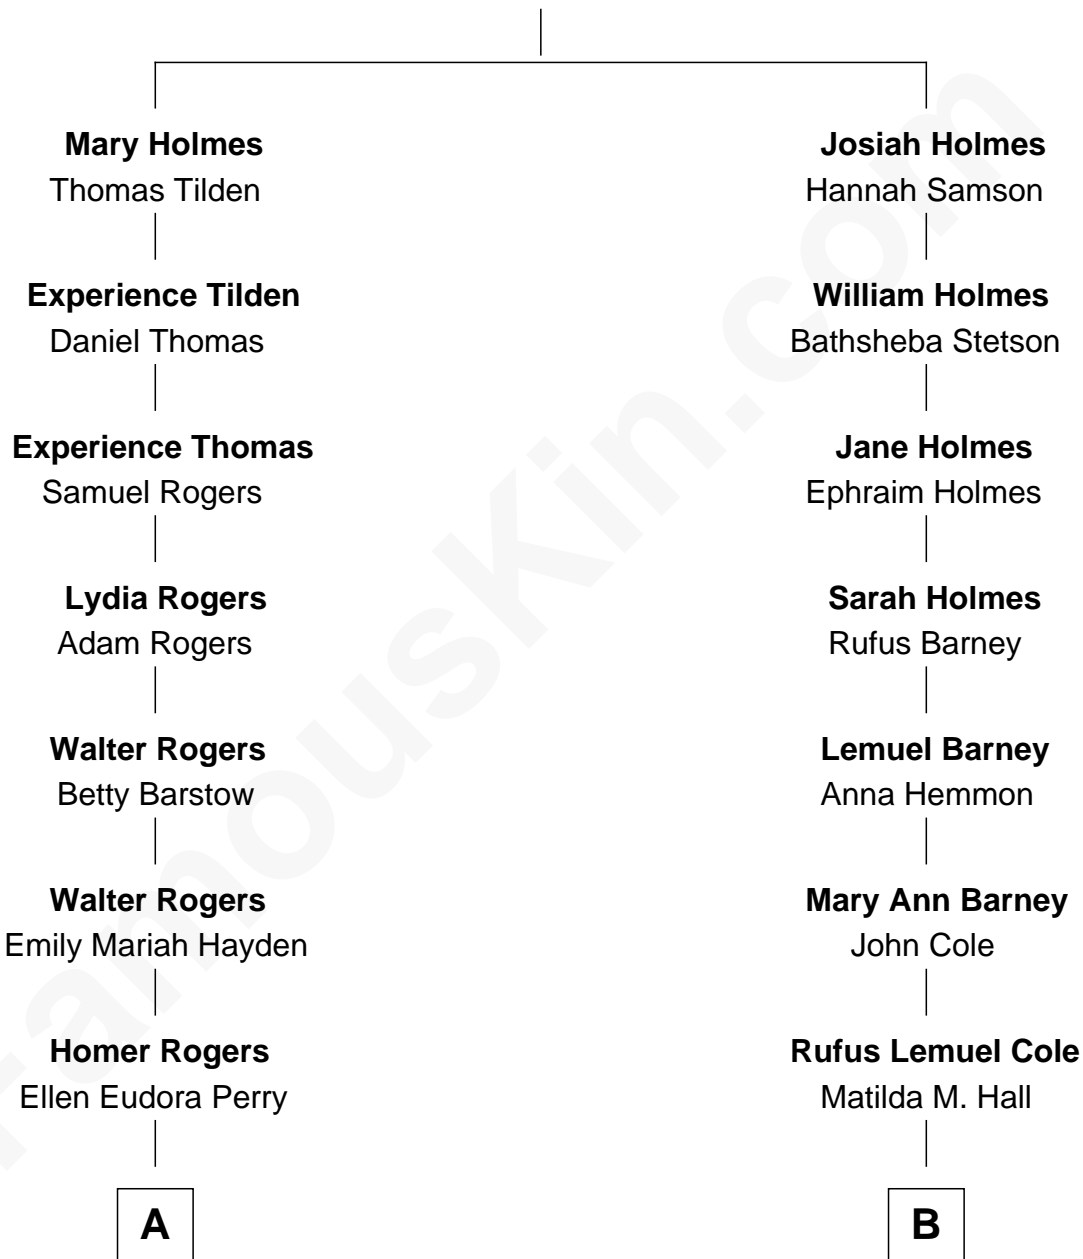 Mary Holmes
Thomas Tilden
Experience Tilden
Daniel Thomas
Experience Thomas
Samuel Rogers
Lydia Rogers
Adam Rogers
Walter Rogers
Betty Barstow
Walter Rogers
Emily Mariah Hayden
Homer Rogers
Ellen Eudora Perry
A
Josiah Holmes
Hannah Samson
William Holmes
Bathsheba Stetson
Jane Holmes
Ephraim Holmes
Sarah Holmes
Rufus Barney
Lemuel Barney
Anna Hemmon
Mary Ann Barney
John Cole
Rufus Lemuel Cole
Matilda M. Hall
B
FamousKin.com